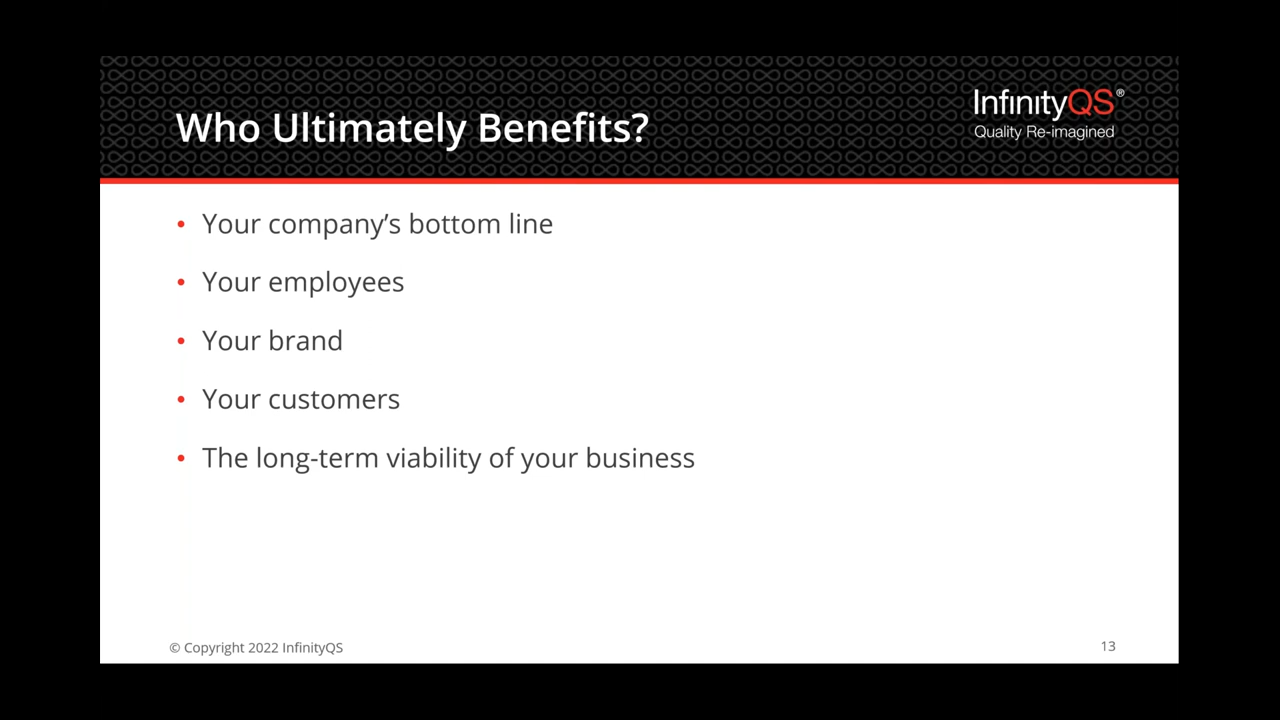 Who Ultimately Benefits?
InfinityQS®
Quality Re-imagined
• Your company’s bottom line
• Your employees
• Your brand
• Your customers
• The long-term viability of your business
© Copyright 2022 InfinityQS
13